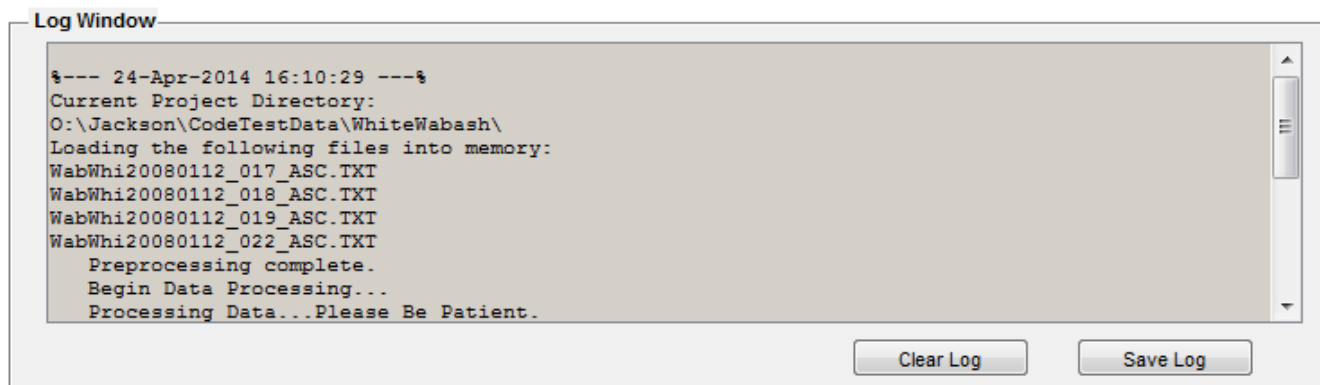 Log Window
%--- 24-Apr-2014 16:10:29 ---%
Current Project Directory:
O:\Jackson\CodeTestData\WhiteWabash\
Loading the following files into memory:
WabWhi20080112_017_ASC.TXT
WabWhi20080112_018_ASC.TXT
WabWhi20080112_019_ASC.TXT
WabWhi20080112_022_ASC.TXT
   Preprocessing complete.
   Begin Data Processing...
   Processing Data...Please Be Patient.
Clear Log Save Log